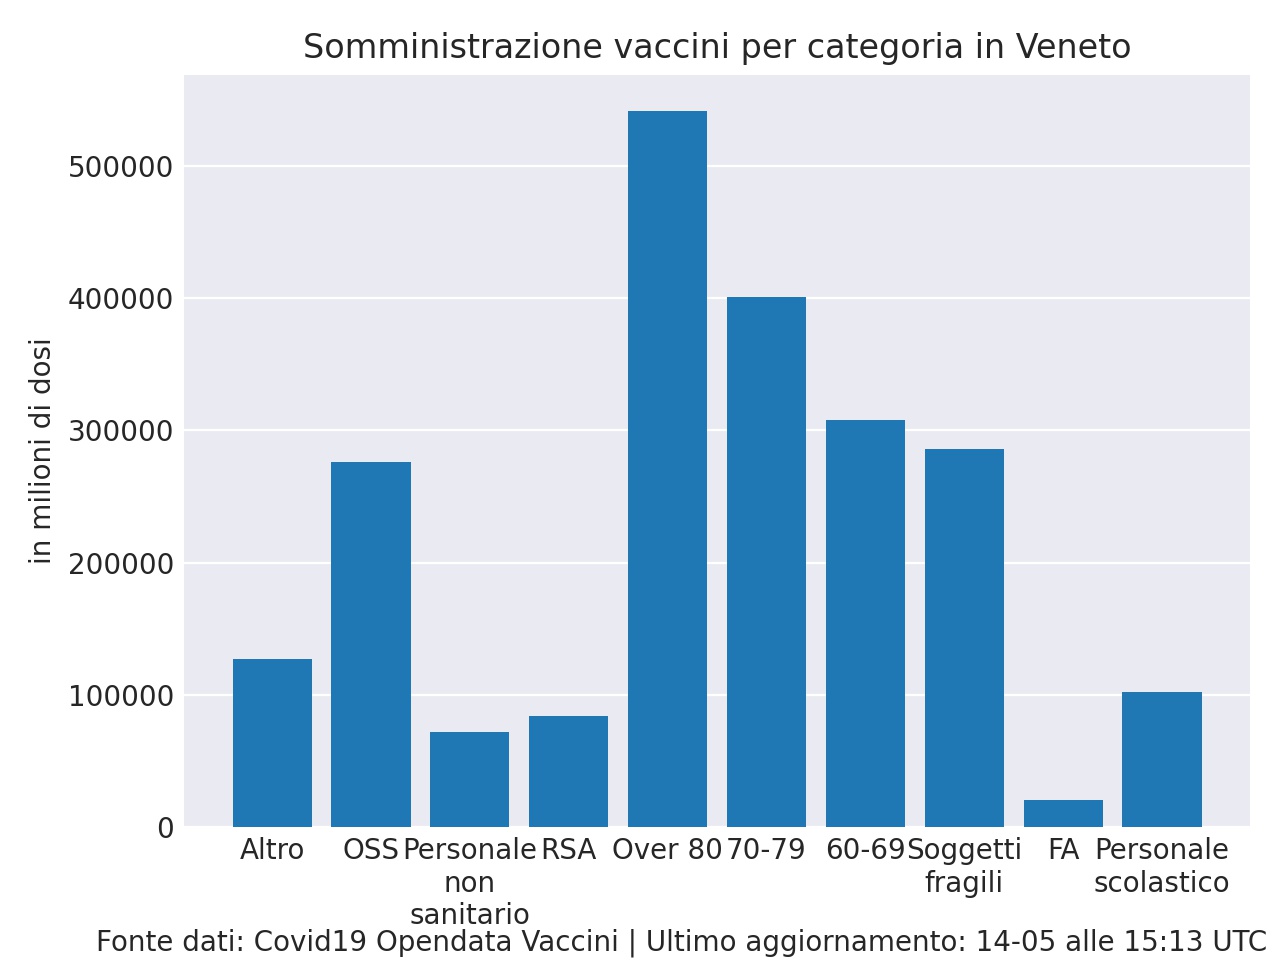 Somministrazione vaccini per categoria in Veneto
500000
400000
300000
200000
100000
0
in milioni di dosi
Altro
OSS
Personale
non
sanitario
RSA
Over 80
70-79
60-69
Soggetti
fragili
FA
Personale
scolastico
Fonte dati: Covid19 Opendata Vaccini | Ultimo aggiornamento: 14-05 alle 15:13 UTC